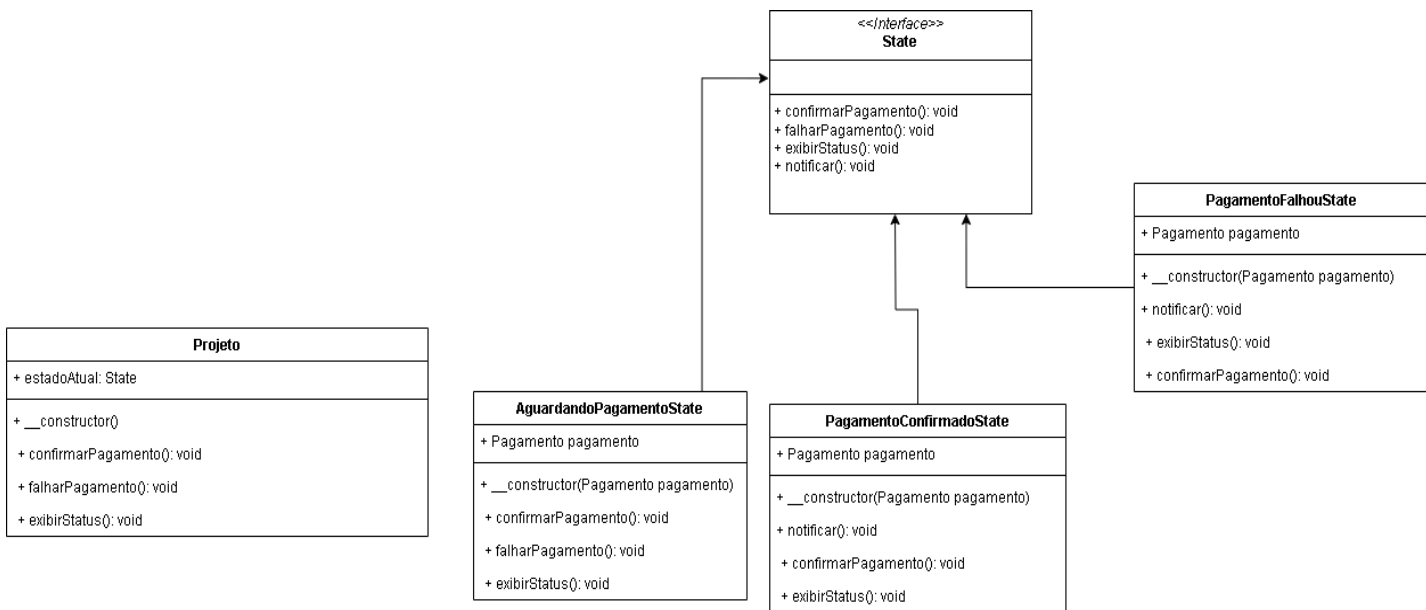 <<Interface>>
State
+ confirmarPagamento(): void
+ falharPagamento(): void
+ exibirStatus(): void
+ notificar(): void
PagamentoFalhouState
+ Pagamento pagamento
+ __constructor(Pagamento pagamento)
+ notificar(): void
+ exibirStatus(): void
+ confirmarPagamento(): void
Projeto
+ estadoAtual: State
+ __constructor()
+ confirmarPagamento(): void
+ falharPagamento(): void
+ exibirStatus(): void
AguardandoPagamentoState
+ Pagamento pagamento
+ __constructor(Pagamento pagamento)
+ confirmarPagamento(): void
+ falharPagamento(): void
+ exibirStatus(): void
PagamentoConfirmadoState
+ Pagamento pagamento
+ __constructor(Pagamento pagamento)
+ notificar(): void
+ confirmarPagamento(): void
+ exibirStatus(): void